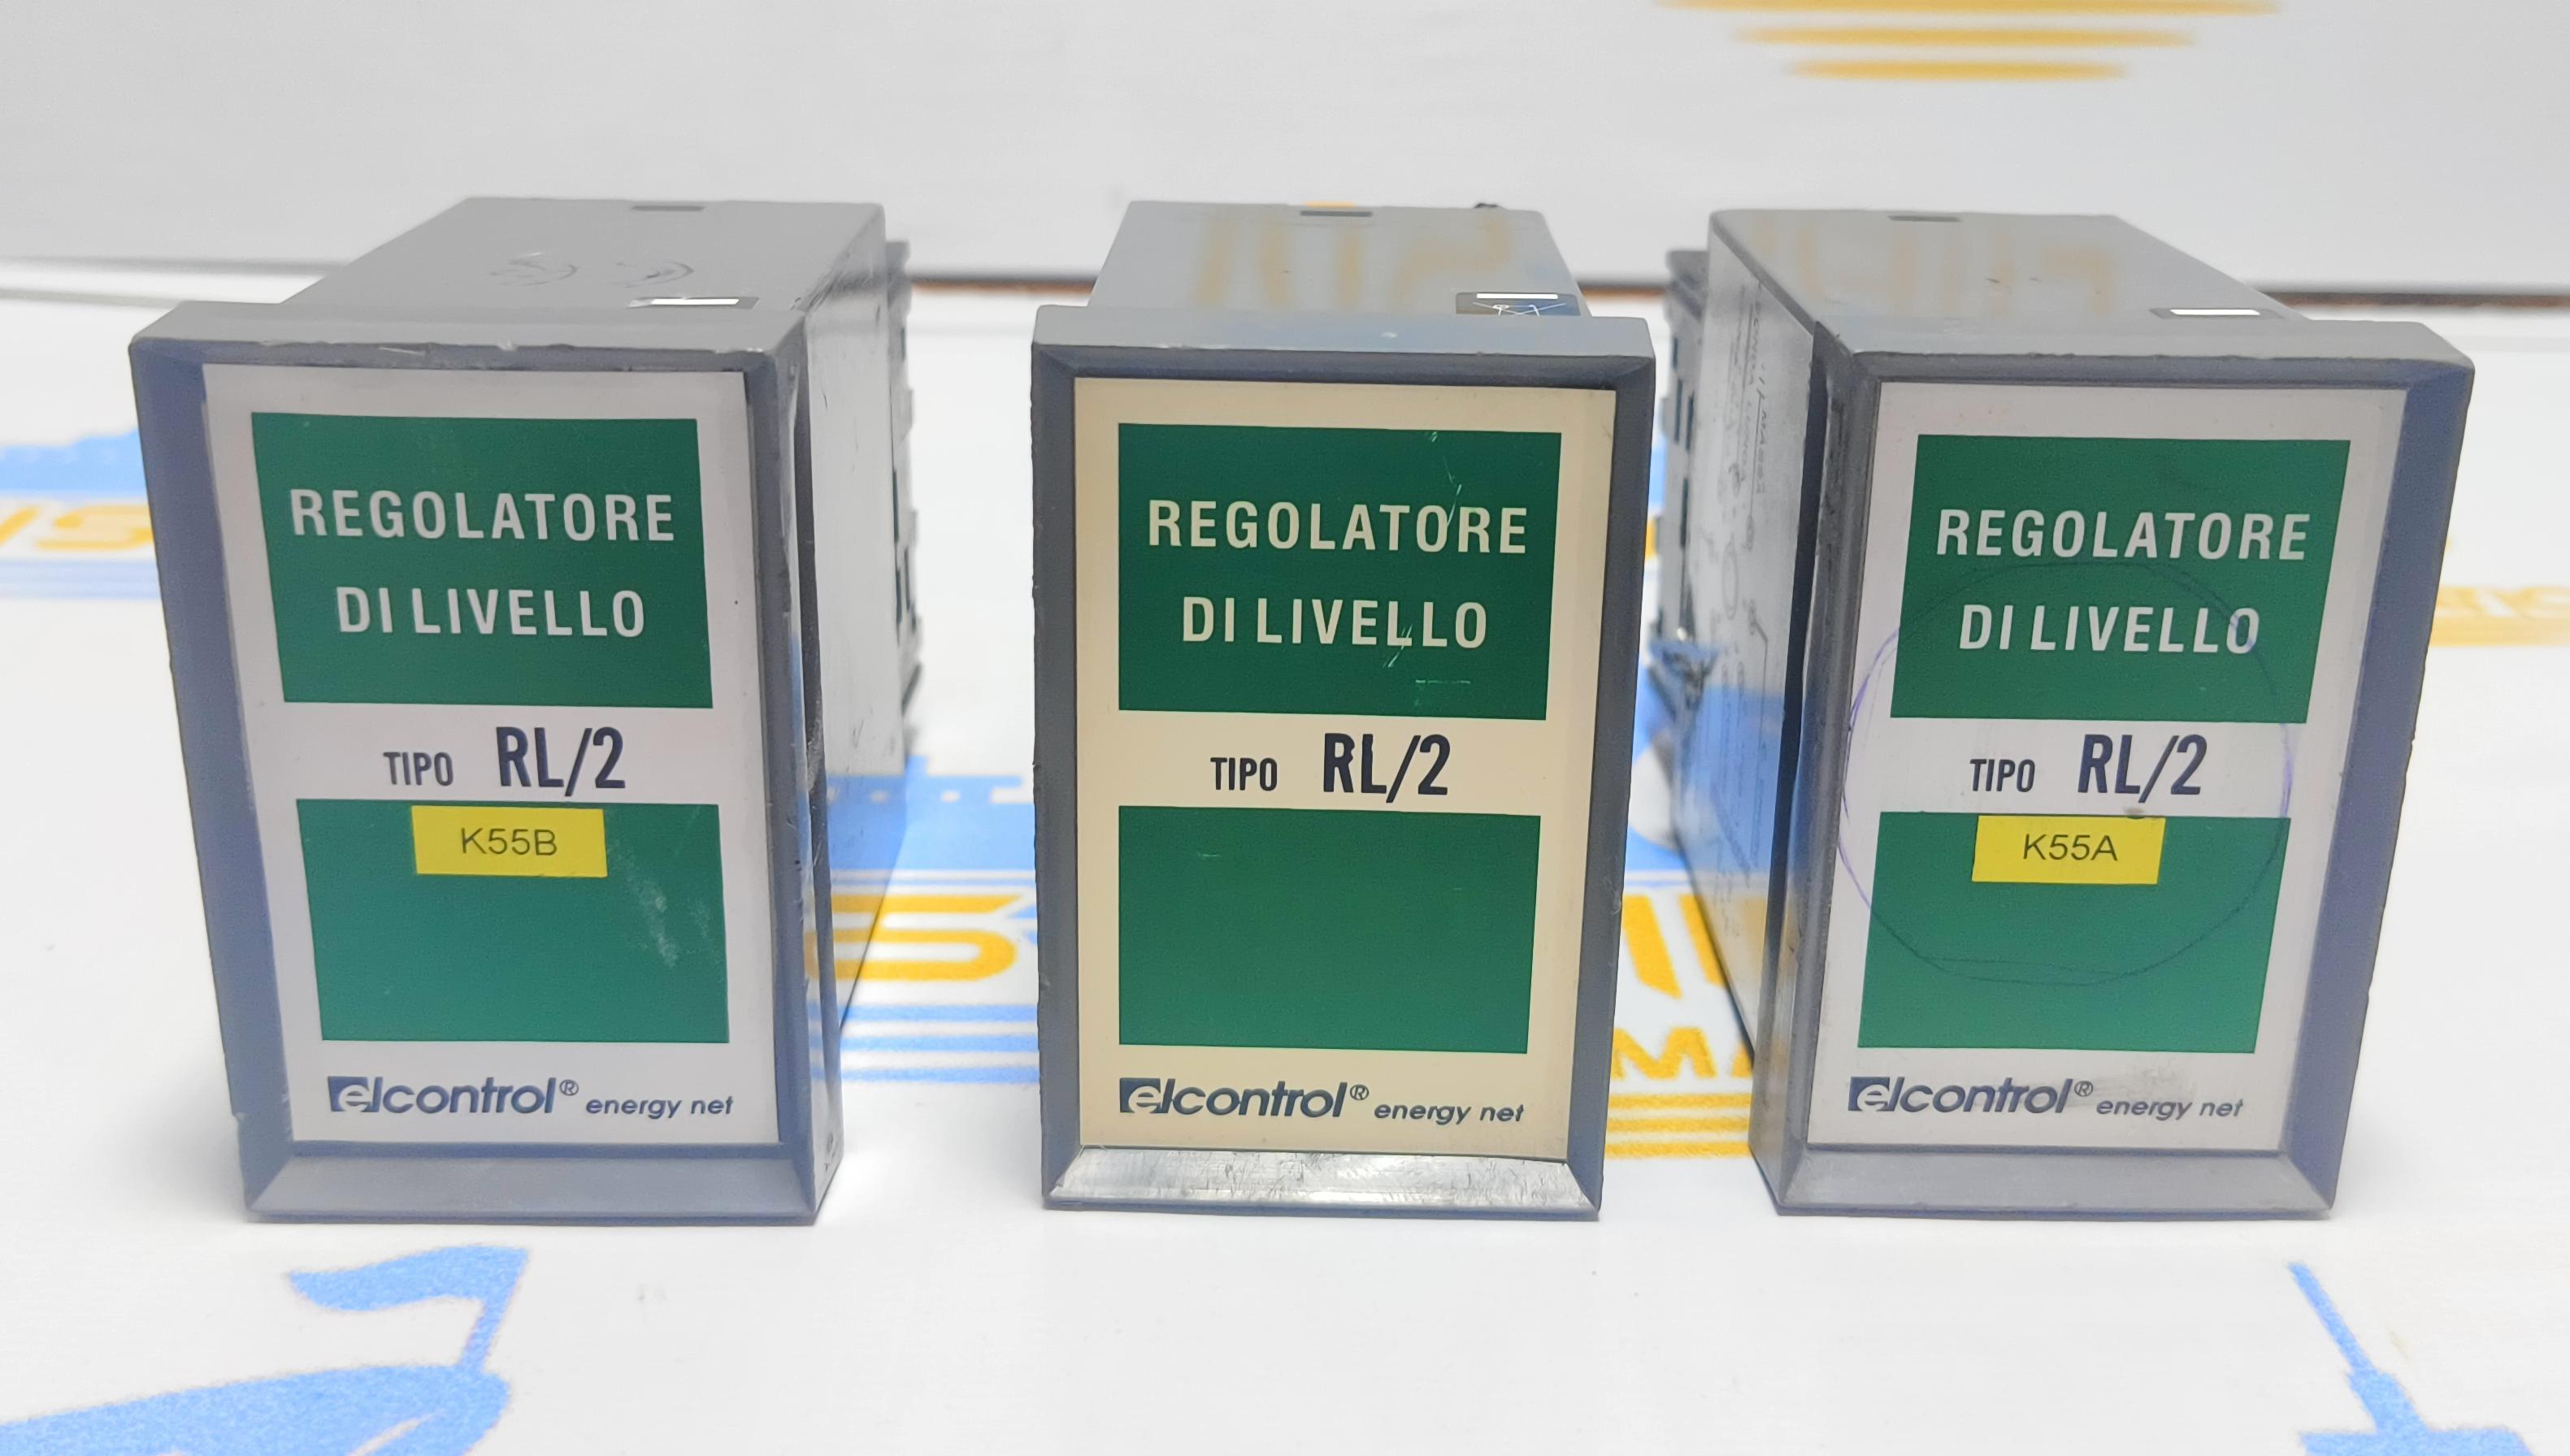 REGOLATORE
DI LIVELLO
TIPO RL/2
K55B
elcontrol® energy net
REGOLATORE
DI LIVELLO
TIPO RL/2
elcontrol® energy net
REGOLATORE
DI LIVELLO
TIPO RL/2
K55A
elcontrol® energy net